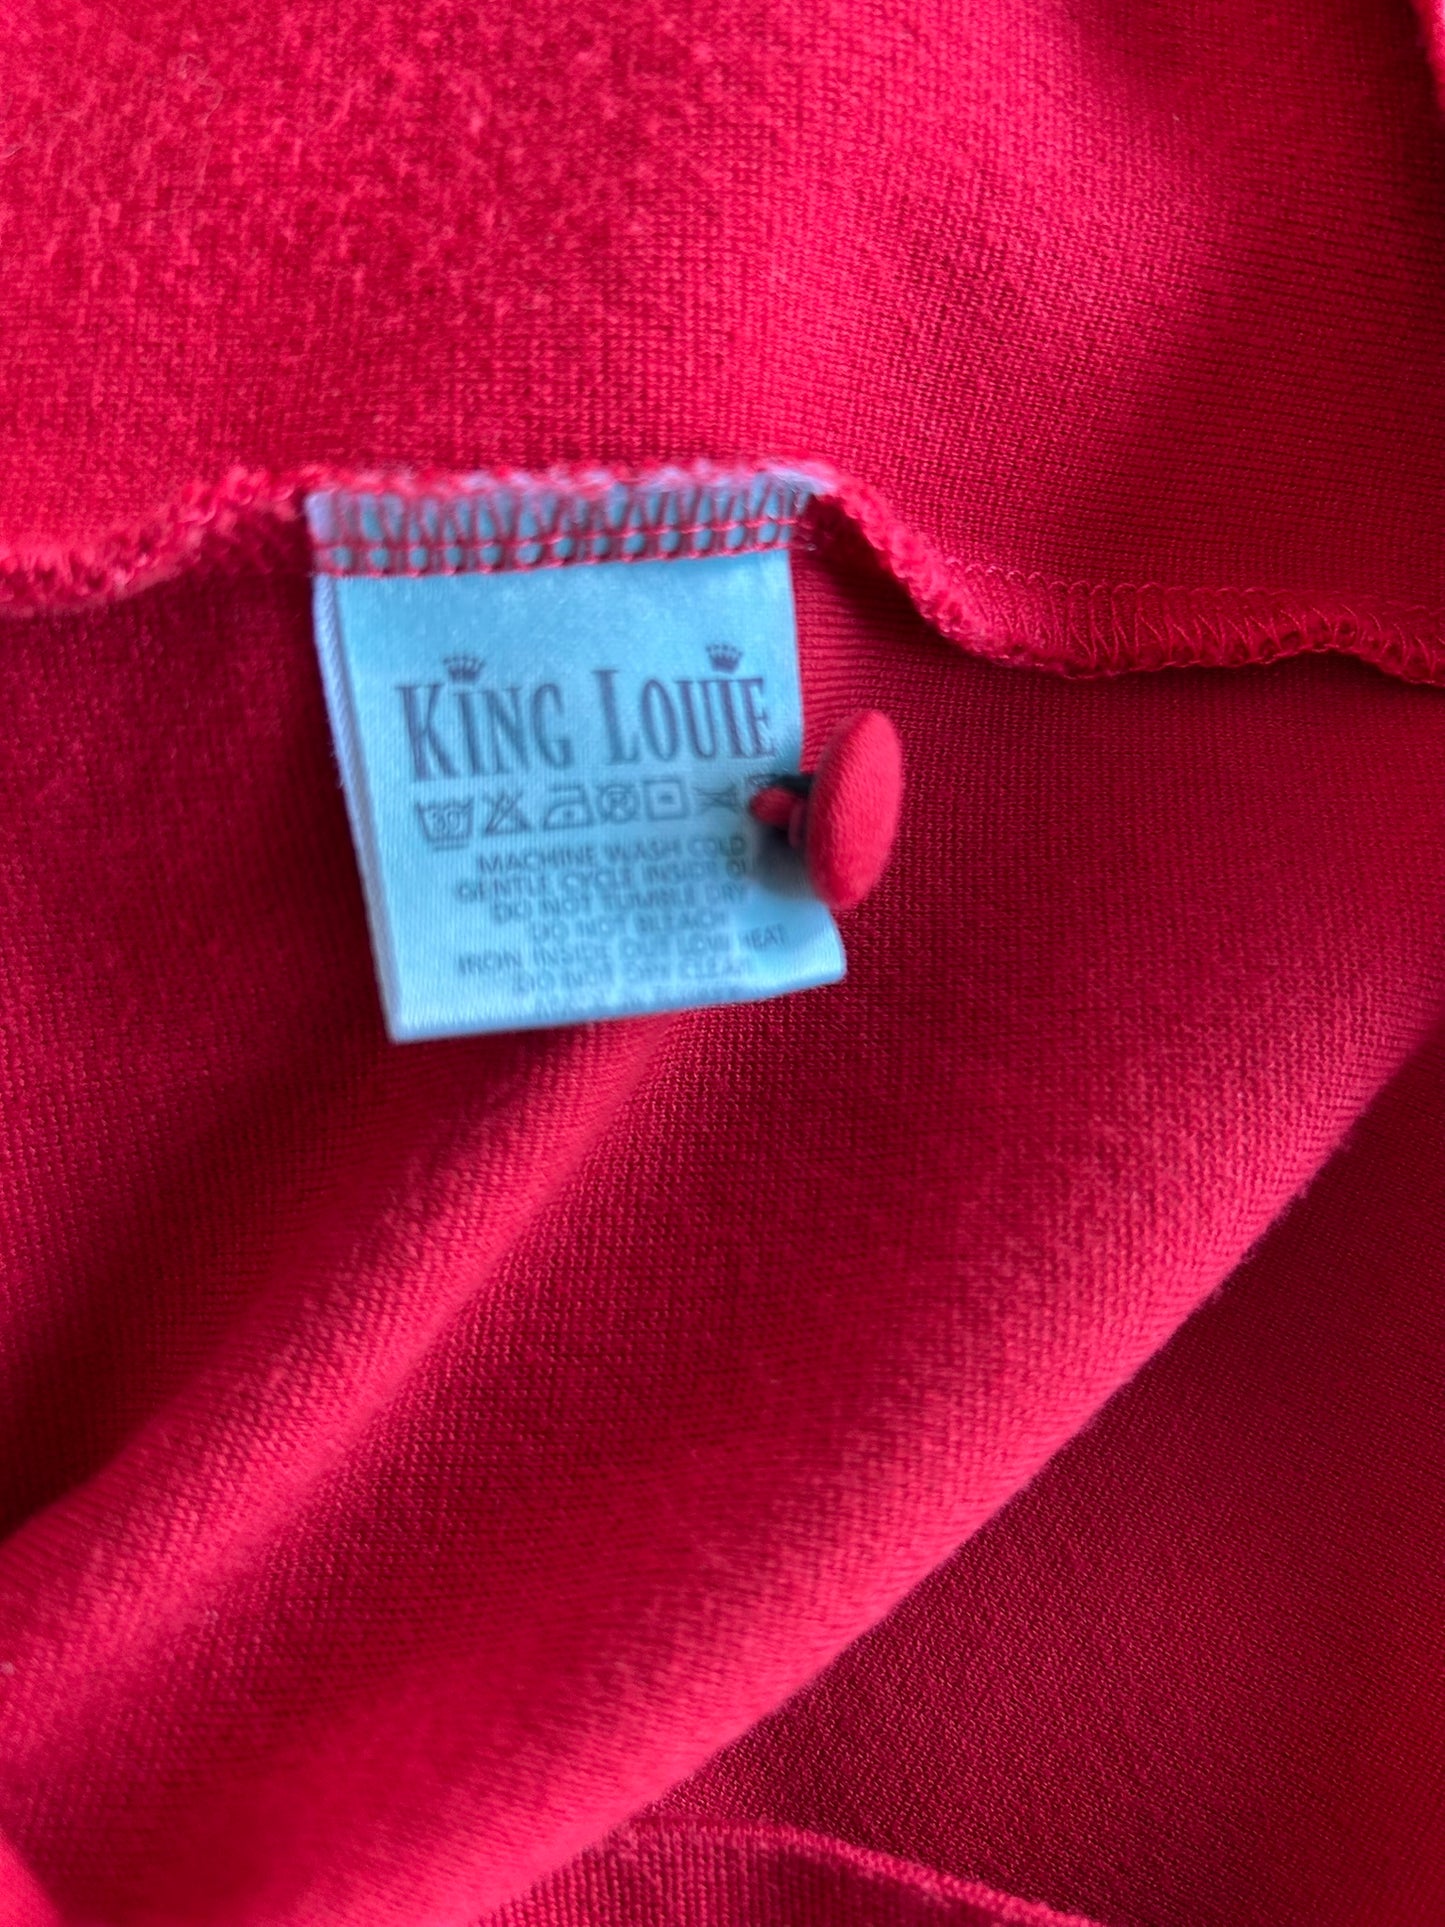 KING LOUIE
30
MACHINE WASH COLD
GENTLE CYCLE INSIDE
DO NOT TUMBLE DRY
DO NOT BLEACH
IRON INSIDE OUT LOW HEAT
DO NOT DRY CLEAN